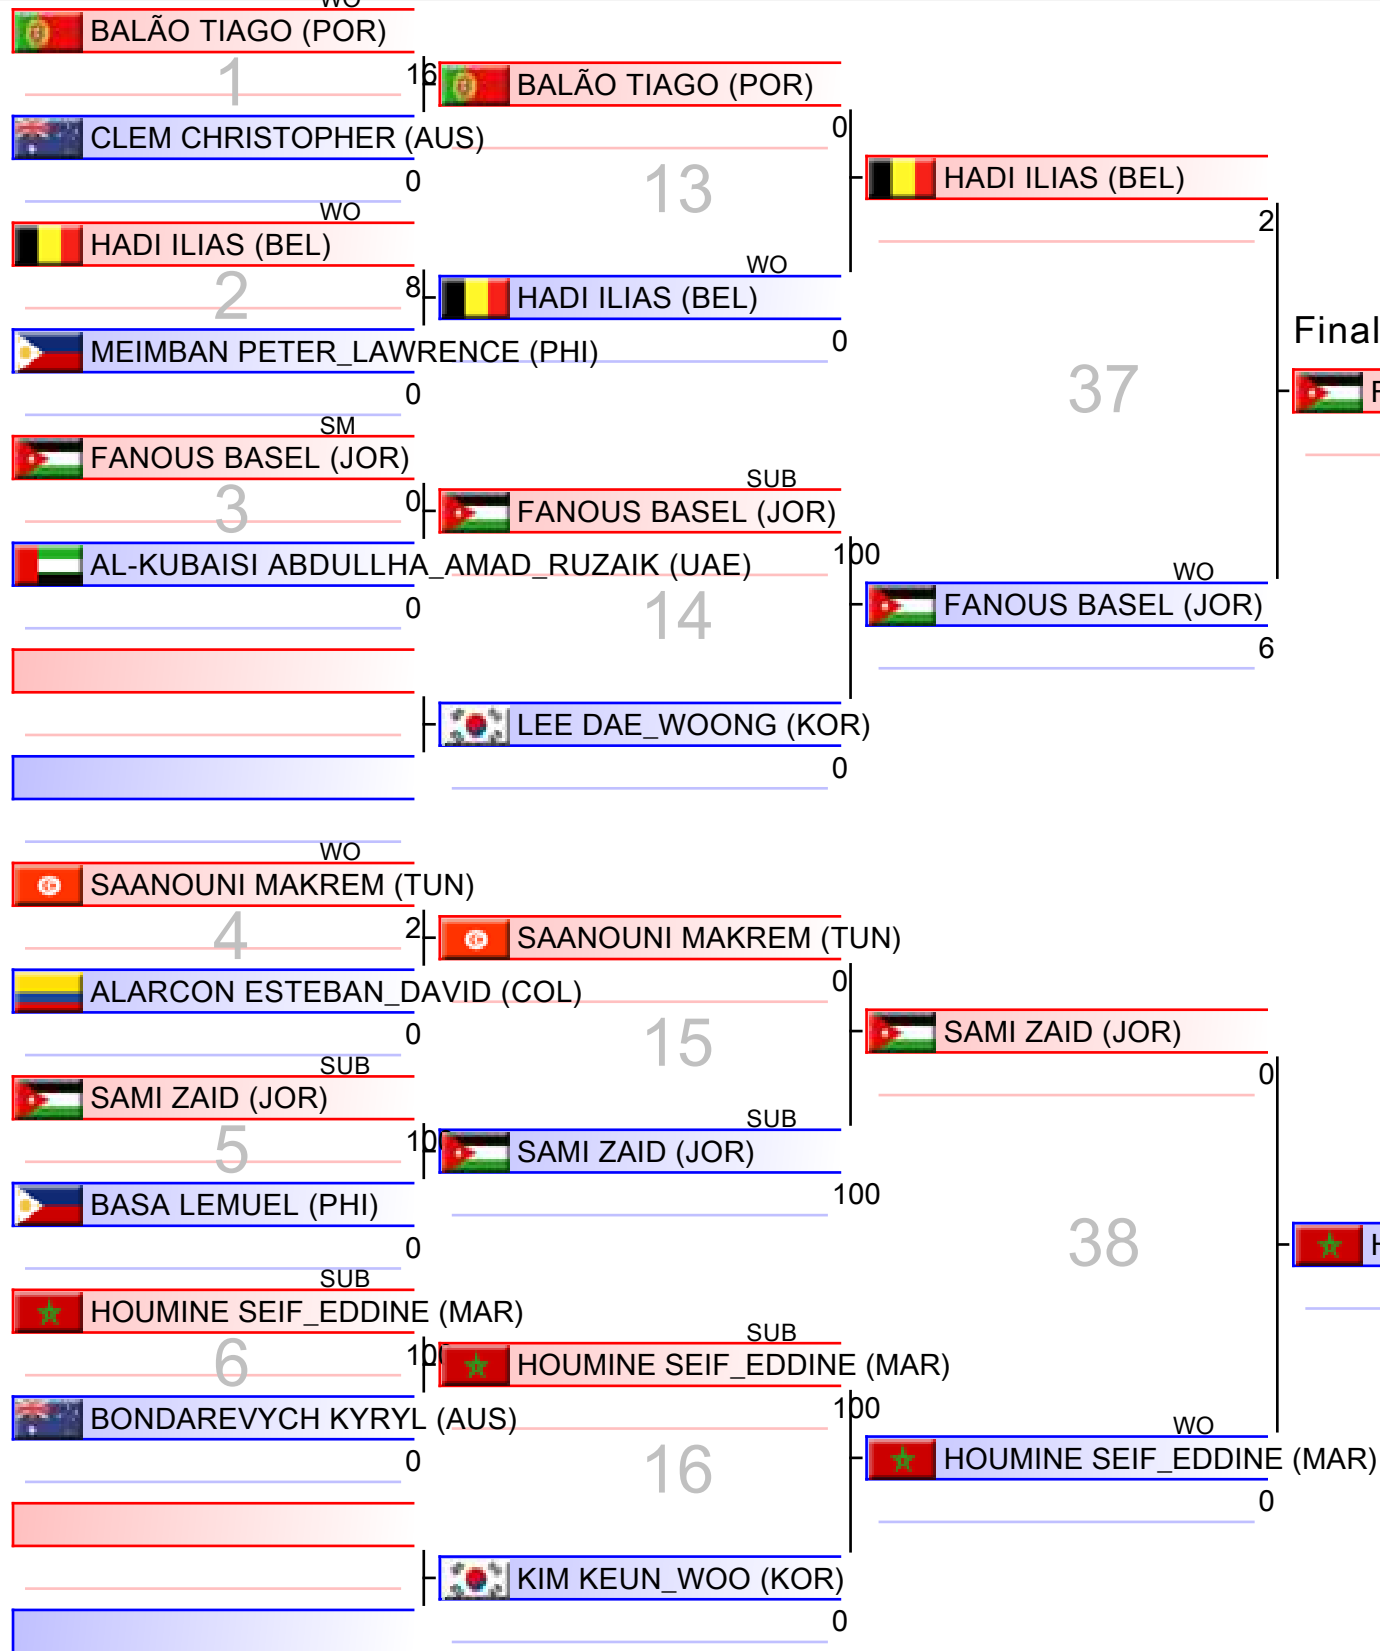 WO
BALÃO TIAGO (POR)
1
16
CLEM CHRISTOPHER (AUS)
0
WO
HADI ILIAS (BEL)
2
8
MEIMBAN PETER_LAWRENCE (PHI)
0
SM
FANOUS BASEL (JOR)
3
0
AL-KUBAISI ABDULLHA_AMAD_RUZAIK (UAE)
0
WO
SAANOUNI MAKREM (TUN)
4
2
ALARCON ESTEBAN_DAVID (COL)
0
SUB
SAMI ZAID (JOR)
5
100
BASA LEMUEL (PHI)
0
SUB
HOUMINE SEIF_EDDINE (MAR)
6
100
BONDAREVYCH KYRYL (AUS)
0
BALÃO TIAGO (POR)
0
13
WO
HADI ILIAS (BEL)
0
SUB
FANOUS BASEL (JOR)
100
14
LEE DAE_WOONG (KOR)
0
SAANOUNI MAKREM (TUN)
0
15
SUB
SAMI ZAID (JOR)
100
SUB
HOUMINE SEIF_EDDINE (MAR)
100
16
KIM KEUN_WOO (KOR)
0
HADI ILIAS (BEL)
2
37
WO
FANOUS BASEL (JOR)
6
SAMI ZAID (JOR)
0
38
WO
HOUMINE SEIF_EDDINE (MAR)
0
Final
F
H